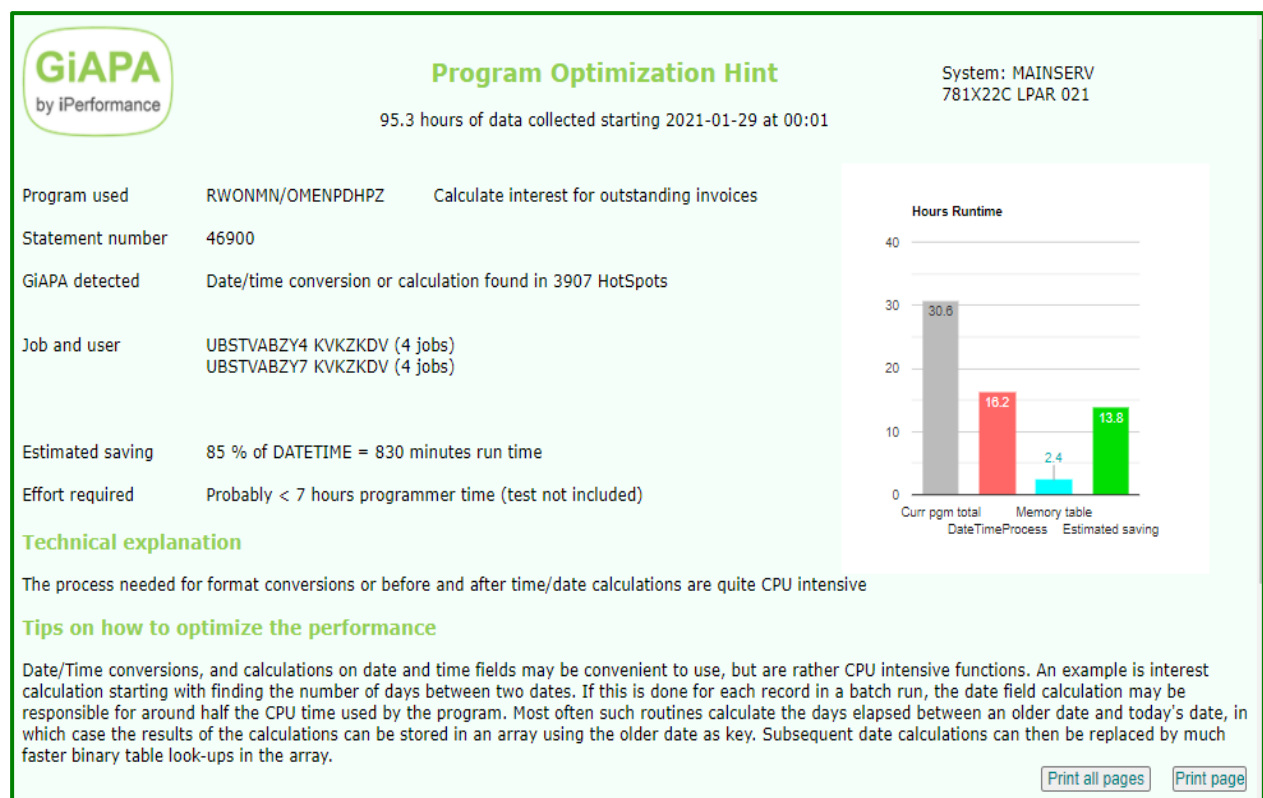 GiAPA
by iPerformance
Program Optimization Hint
95.3 hours of data collected starting 2021-01-29 at 00:01
System: MAINSERV
781X22C LPAR 021
Program used RWONMN/OMENPDHPZ Calculate interest for outstanding invoices
Statement number 46900
GiAPA detected Date/time conversion or calculation found in 3907 HotSpots
Job and user UBSTVABZY4 KVKZKDV (4 jobs)
UBSTVABZY7 KVKZKDV (4 jobs)
Estimated saving 85 % of DATETIME = 830 minutes run time
Effort required Probably < 7 hours programmer time (test not included)
Hours Runtime
40
30
20
10
0
30.6
16.2
2.4
13.8
Curr pgm total Memory table
DateTimeProcess Estimated saving
Technical explanation
The process needed for format conversions or before and after time/date calculations are quite CPU intensive
Tips on how to optimize the performance
Date/Time conversions, and calculations on date and time fields may be convenient to use, but are rather CPU intensive functions. An example is interest
calculation starting with finding the number of days between two dates. If this is done for each record in a batch run, the date field calculation may be
responsible for around half the CPU time used by the program. Most often such routines calculate the days elapsed between an older date and today's date, in
which case the results of the calculations can be stored in an array using the older date as key. Subsequent date calculations can then be replaced by much
faster binary table look-ups in the array.
Print all pages Print page